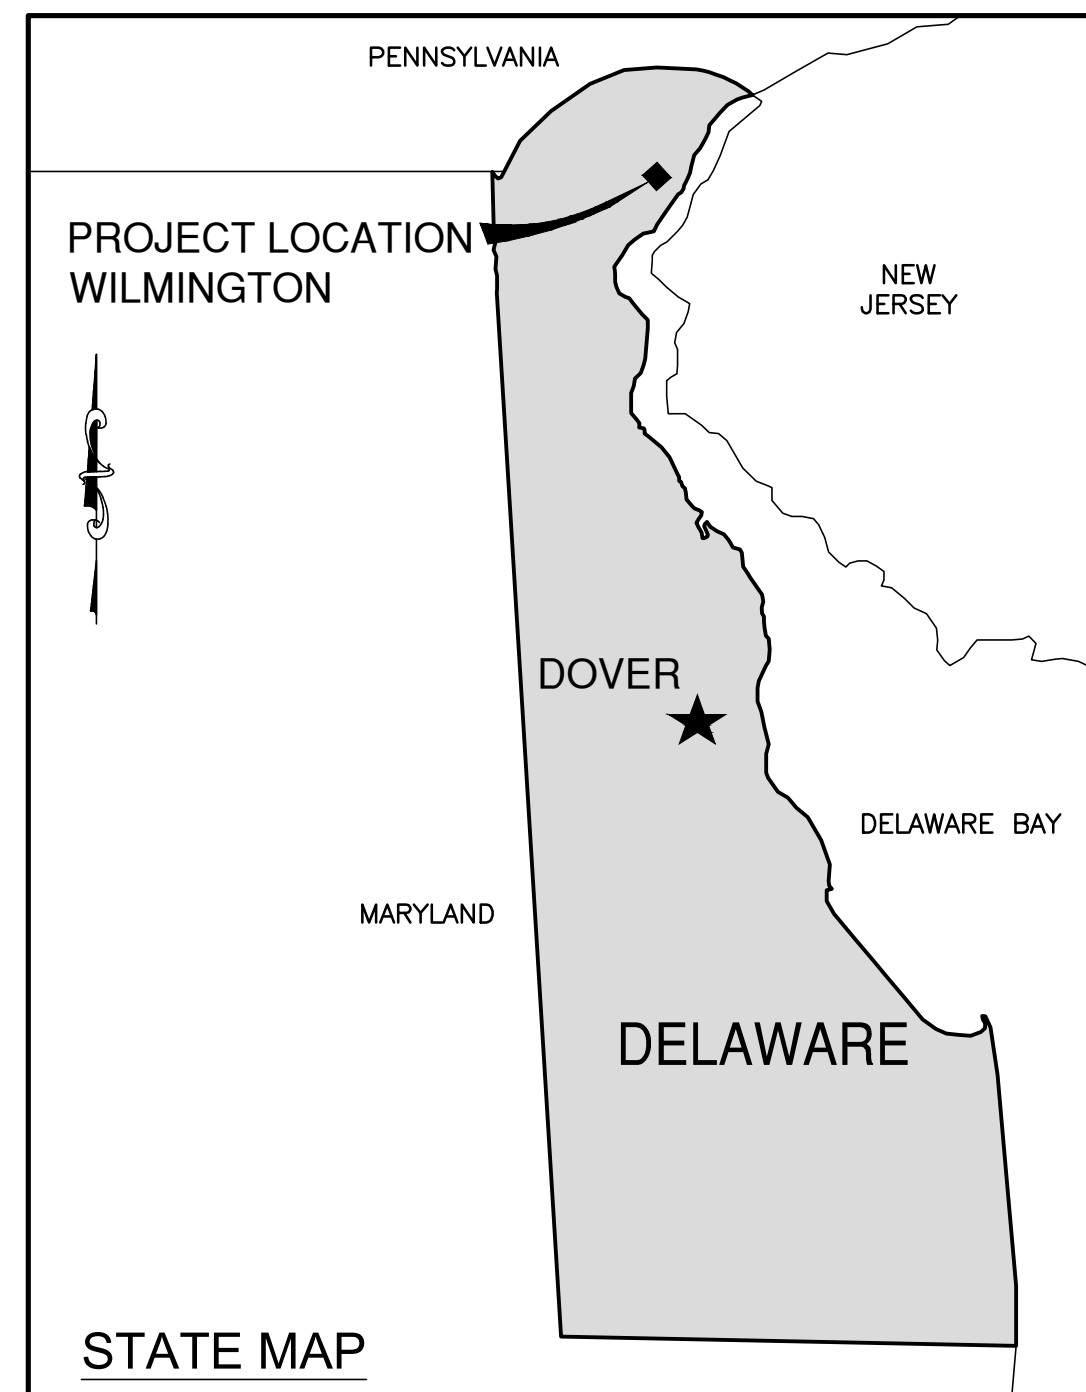 PENNSYLVANIA
PROJECT LOCATION
WILMINGTON
NEW
JERSEY
DOVER
DELAWARE BAY
MARYLAND
DELAWARE
STATE MAP